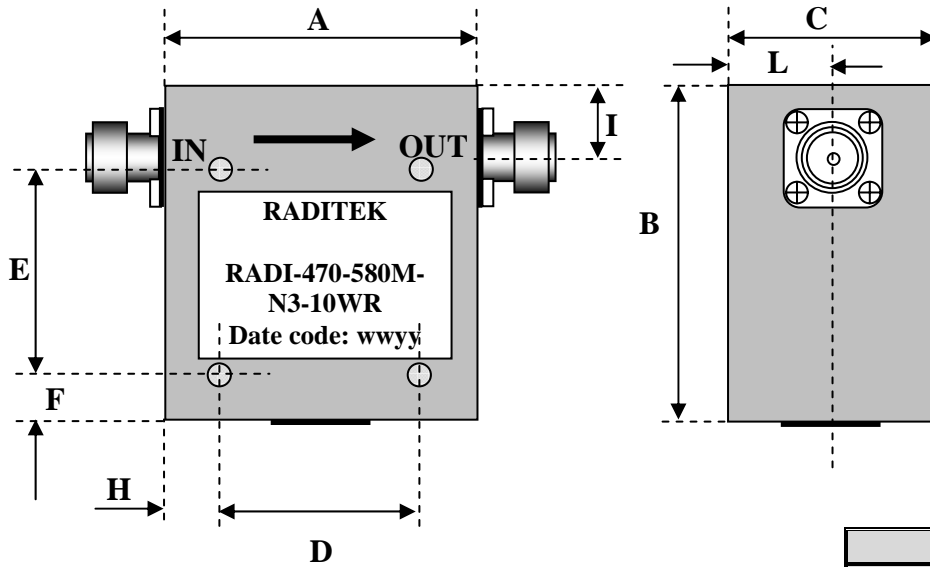 A
C
L
I
IN
OUT
B
E
RADITEK
RADI-470-580M-
N3-10WR
Date code: wwyy
F
H
D